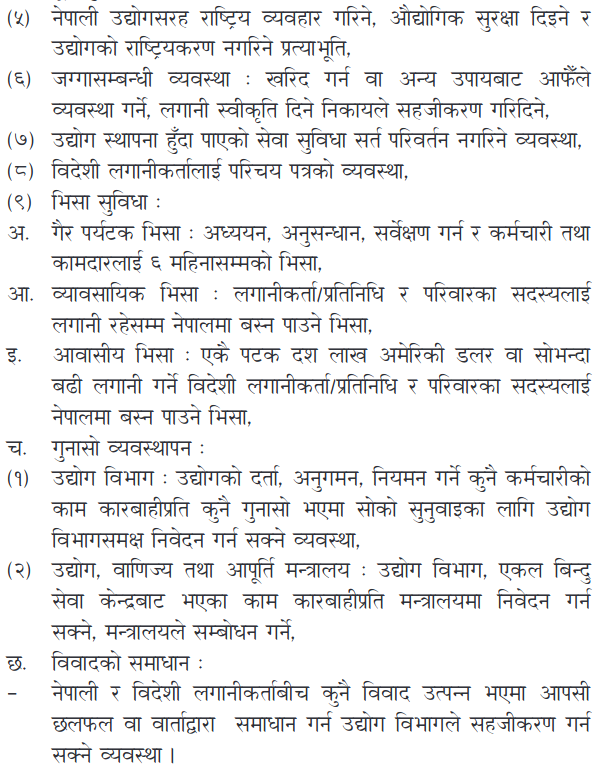 (५) नेपाली उद्योगसरह राष्ट्रिय व्यवहार गरिने, औद्योगिक सुरक्षा दिइने र
उद्योगको राष्ट्रियकरण नगरिने प्रत्याभूति,
(६) जग्गासम्बन्धी व्यवस्था : खरिद गर्न वा अन्य उपायबाट आफैँले
व्यवस्था गर्ने, लगानी स्वीकृति दिने निकायले सहजीकरण गरिदिने,
(७) उद्योग स्थापना हुँदा पाएको सेवा सुविधा सर्त परिवर्तन नगरिने व्यवस्था,
(८) विदेशी लगानीकर्तालाई परिचय पत्रको व्यवस्था,
(९) भिसा सुविधा :
अ. गैर पर्यटक भिसा : अध्ययन, अनुसन्धान, सर्वेक्षण गर्न र कर्मचारी तथा
कामदारलाई ६ महिनासम्मको भिसा,
आ. व्यावसायिक भिसा : लगानीकर्ता/प्रतिनिधि र परिवारका सदस्यलाई
लगानी रहेसम्म नेपालमा बस्न पाउने भिसा,
इ. आवासीय भिसा : एकै पटक दश लाख अमेरिकी डलर वा सोभन्दा
बढी लगानी गर्ने विदेशी लगानीकर्ता/प्रतिनिधि र परिवारका सदस्यलाई
नेपालमा बस्न पाउने भिसा,
च. गुनासो व्यवस्थापन :
(१) उद्योग विभाग : उद्योगको दर्ता, अनुगमन, नियमन गर्ने कुनै कर्मचारीको
काम कारबाहीप्रति कुनै गुनासो भएमा सोको सुनुवाइका लागि उद्योग
विभागसमक्ष निवेदन गर्न सक्ने व्यवस्था,
(२) उद्योग, वाणिज्य तथा आपूर्ति मन्त्रालय : उद्योग विभाग, एकल बिन्दु
सेवा केन्द्रबाट भएका काम कारबाहीप्रति मन्त्रालयमा निवेदन गर्न
सक्ने, मन्त्रालयले सम्बोधन गर्ने,
छ. विवादको समाधान :
– नेपाली र विदेशी लगानीकर्ताबीच कुनै विवाद उत्पन्न भएमा आपसी
छलफल वा वार्ताद्वारा समाधान गर्न उद्योग विभागले सहजीकरण गर्न
सक्ने व्यवस्था ।